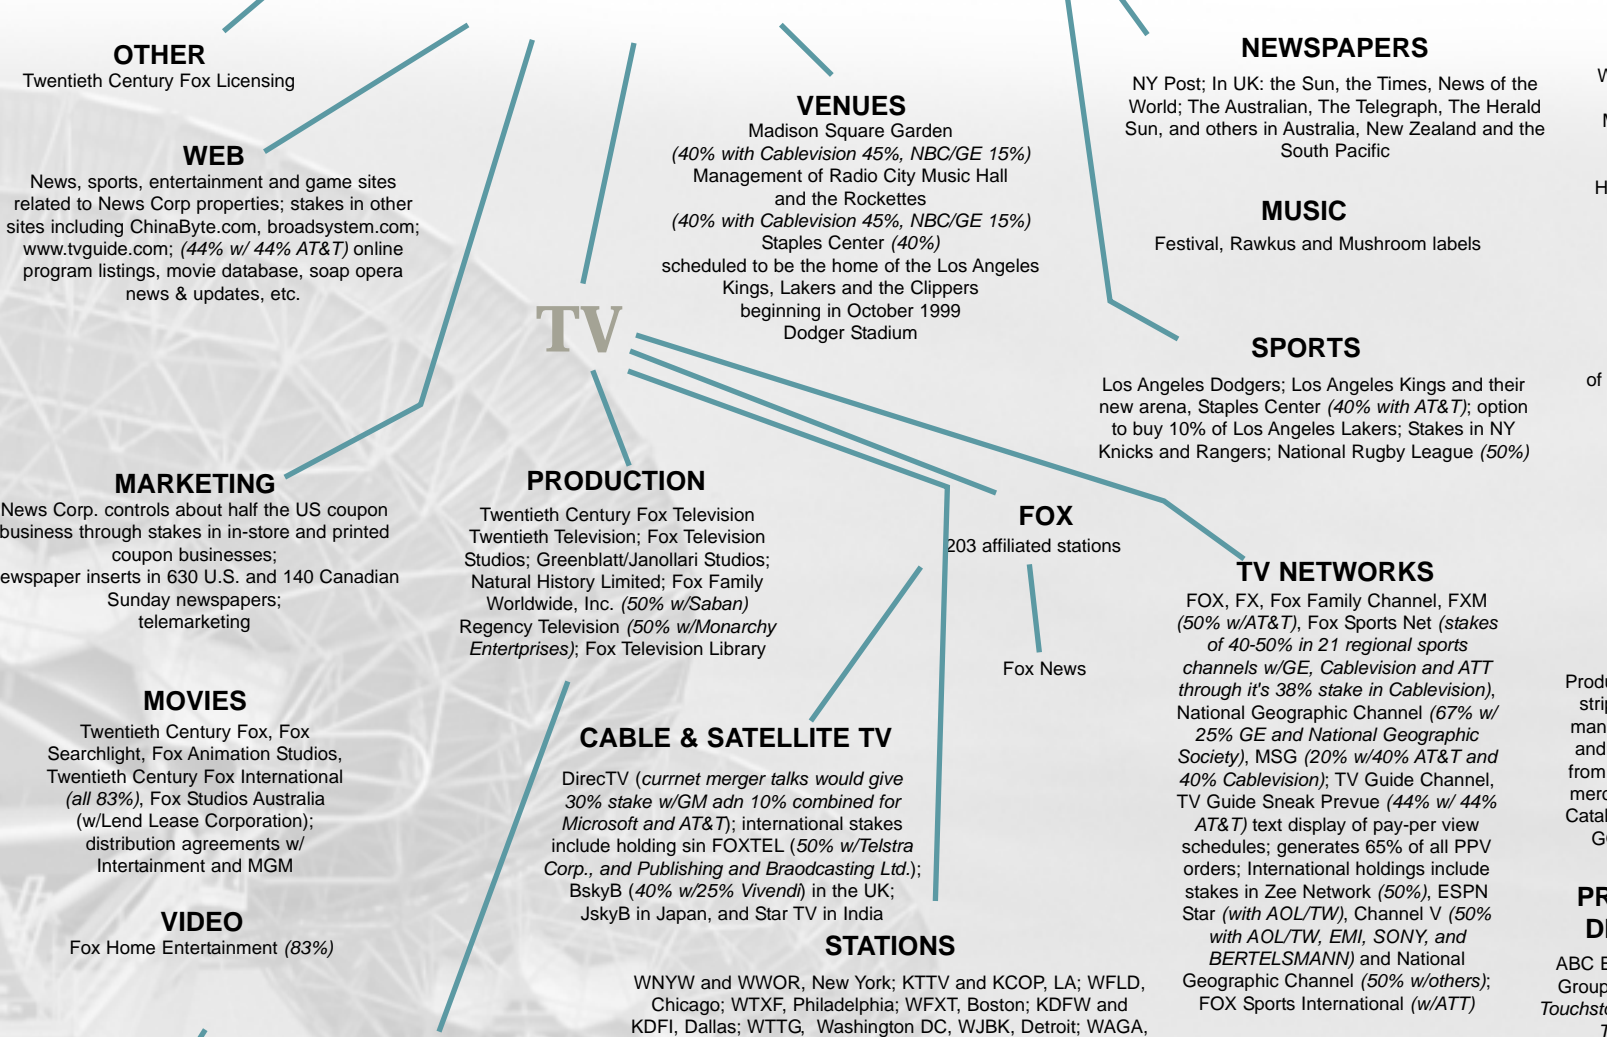 OTHER
Twentieth Century Fox Licensing
WEB
News, sports, entertainment and game sites
related to News Corp properties; stakes in other
sites including ChinaByte.com, broadsystem.com;
www.tvguide.com; (44% w/ 44% AT&T) online
program listings, movie database, soap opera
news & updates, etc.
MARKETING
News Corp. controls about half the US coupon
business through stakes in in-store and printed
coupon businesses;
ewspaper inserts in 630 U.S. and 140 Canadian
Sunday newspapers;
telemarketing
MOVIES
Twentieth Century Fox, Fox
Searchlight, Fox Animation Studios,
Twentieth Century Fox International
(all 83%), Fox Studios Australia
(w/Lend Lease Corporation);
distribution agreements w/
Intertainment and MGM
VIDEO
Fox Home Entertainment (83%)
TV
PRODUCTION
Twentieth Century Fox Television
Twentieth Television; Fox Television
Studios; Greenblatt/Janollari Studios;
Natural History Limited; Fox Family
Worldwide, Inc. (50% w/Saban)
Regency Television (50% w/Monarchy
Entertprises); Fox Television Library
VENUES
Madison Square Garden
(40% with Cablevision 45%, NBC/GE 15%)
Management of Radio City Music Hall
and the Rockettes
(40% with Cablevision 45%, NBC/GE 15%)
Staples Center (40%)
scheduled to be the home of the Los Angeles
Kings, Lakers and the Clippers
beginning in October 1999
Dodger Stadium
FOX
203 affiliated stations
Fox News
CABLE & SATELLITE TV
DirecTV (currnet merger talks would give
30% stake w/GM adn 10% combined for
Microsoft and AT&T); international stakes
include holding sin FOXTEL (50% w/Telstra
Corp., and Publishing and Braodcasting Ltd.);
BskyB (40% w/25% Vivendi) in the UK;
JskyB in Japan, and Star TV in India
STATIONS
WNYW and WWOR, New York; KTTV and KCOP, LA; WFLD,
Chicago; WTXF, Philadelphia; WFXT, Boston; KDFW and
KDFI, Dallas; WTTG, Washington DC, WJBK, Detroit; WAGA,
NEWSPAPERS
NY Post; In UK: the Sun, the Times, News of the
World; The Australian, The Telegraph, The Herald
Sun, and others in Australia, New Zealand and the
South Pacific
MUSIC
Festival, Rawkus and Mushroom labels
SPORTS
Los Angeles Dodgers; Los Angeles Kings and their
new arena, Staples Center (40% with AT&T); option
to buy 10% of Los Angeles Lakers; Stakes in NY
Knicks and Rangers; National Rugby League (50%)
TV NETWORKS
FOX, FX, Fox Family Channel, FXM
(50% w/AT&T), Fox Sports Net (stakes
of 40-50% in 21 regional sports
channels w/GE, Cablevision and ATT
through it's 38% stake in Cablevision),
National Geographic Channel (67% w/
25% GE and National Geographic
Society), MSG (20% w/40% AT&T and
40% Cablevision); TV Guide Channel,
TV Guide Sneak Prevue (44% w/ 44%
AT&T) text display of pay-per view
schedules; generates 65% of all PPV
orders; International holdings include
stakes in Zee Network (50%), ESPN
Star (with AOL/TW), Channel V (50%
with AOL/TW, EMI, SONY, and
BERTELSMANN) and National
Geographic Channel (50% w/others);
FOX Sports International (w/ATT)
of
and
from
ABC
Group